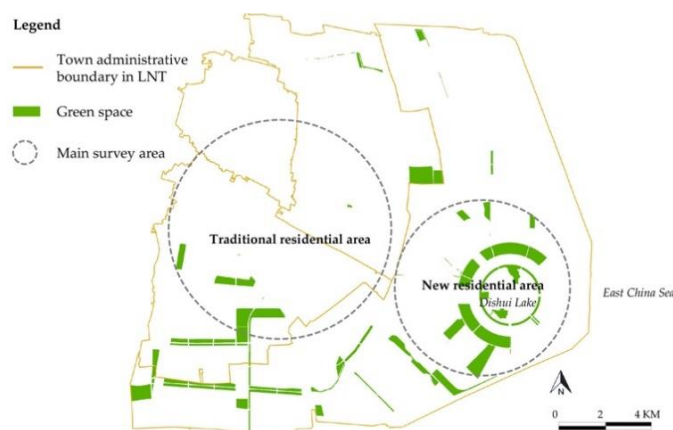 Legend
Town administrative
boundary in LNT
Green space
Main survey area
Traditional residential area
New residential area
Dishui Lake
East China Sea
N
0 2 4 KM